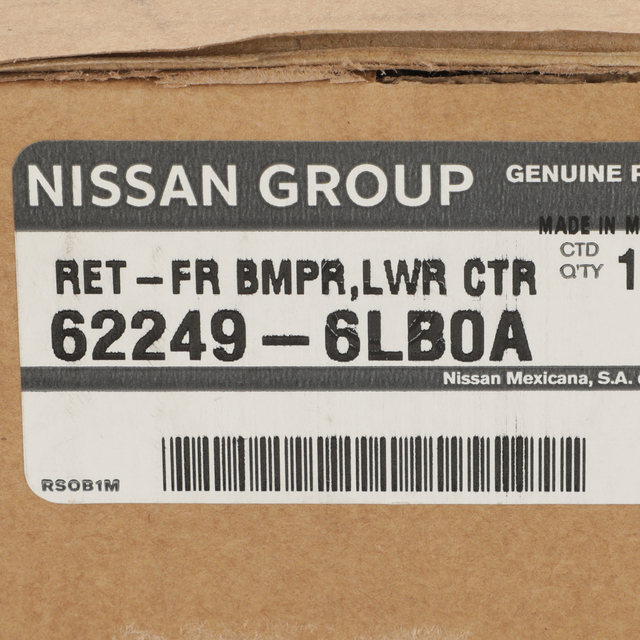 NISSAN GROUP GENUINE
MADE IN
RET-FR BMPR,LWR CTR
CTD
Q'TY 1
62249-6LB0A
Nissan Mexicana, S.A.
RSOB1M